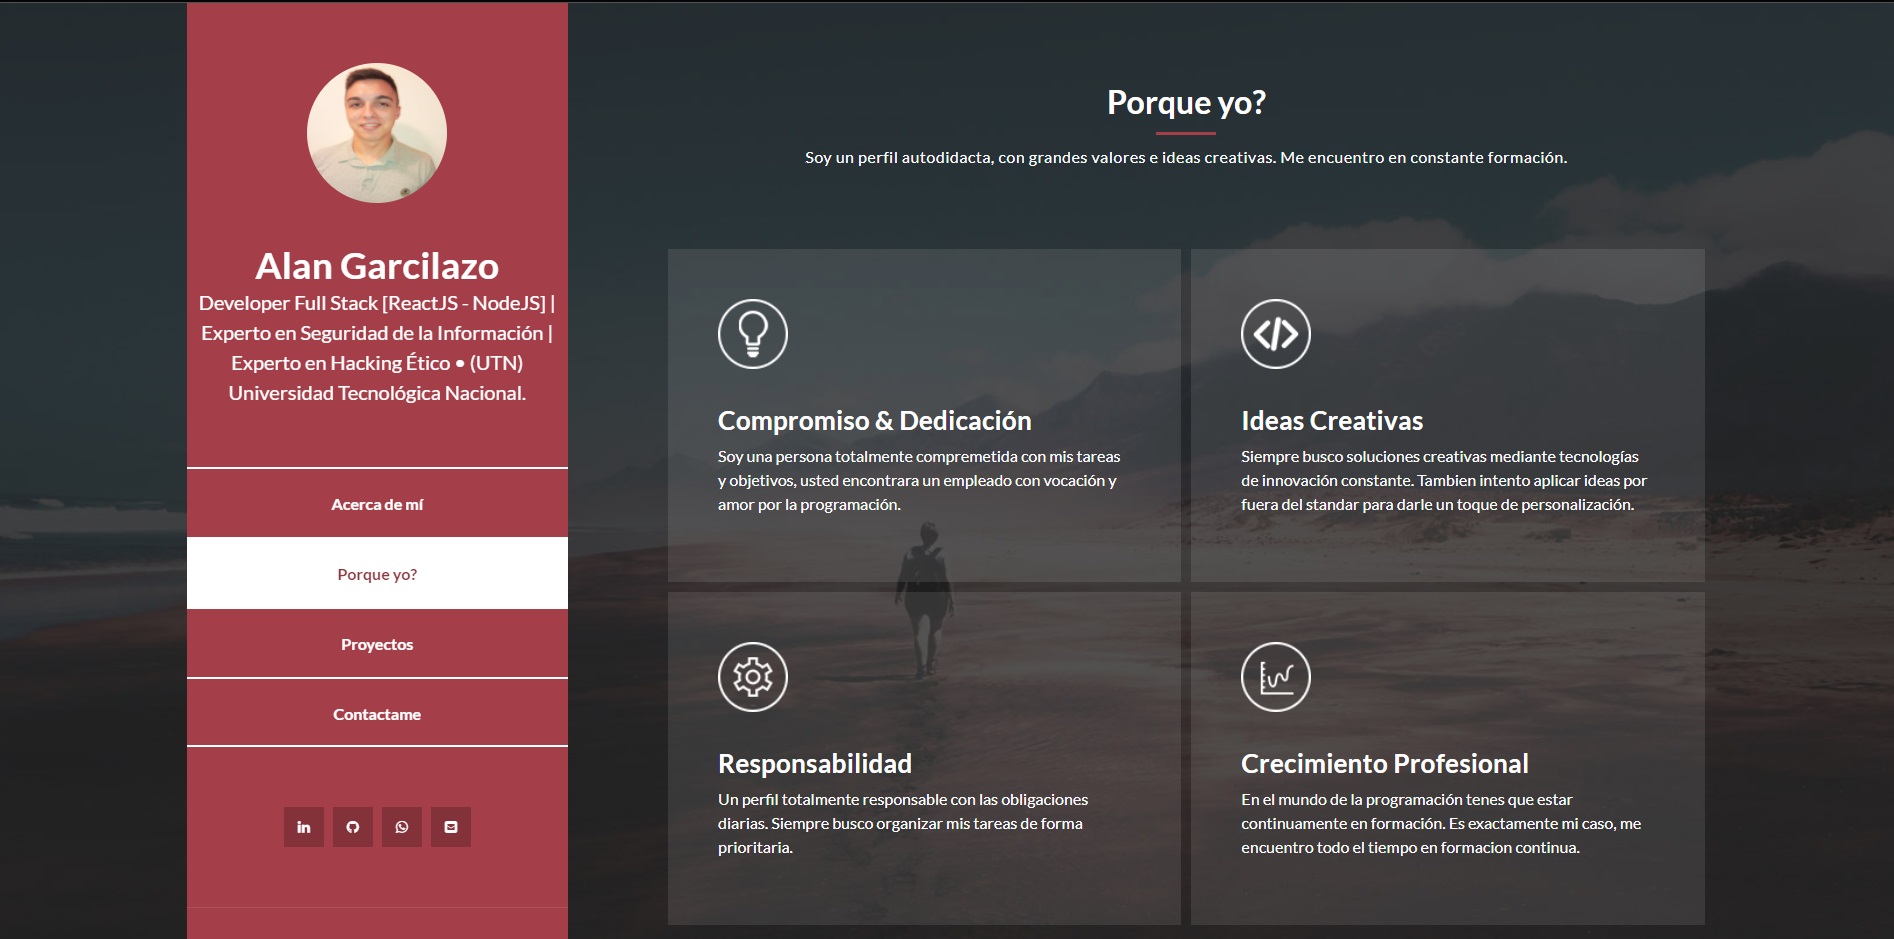 Alan Garcilazo
Developer Full Stack [ReactJS - NodeJS] |
Experto en Seguridad de la Información |
Experto en Hacking Ético • (UTN)
Universidad Tecnológica Nacional.
Acerca de mí
Porque yo?
Proyectos
Contactame
Porque yo?
Soy un perfil autodidacta, con grandes valores e ideas creativas. Me encuentro en constante formación.
Compromiso & Dedicación
Soy una persona totalmente compremetida con mis tareas
y objetivos, usted encontrara un empleado con vocación y
amor por la programación.
Ideas Creativas
Siempre busco soluciones creativas mediante tecnologías
de innovación constante. Tambien intento aplicar ideas por
fuera del standar para darle un toque de personalización.
Responsabilidad
Un perfil totalmente responsable con las obligaciones
diarias. Siempre busco organizar mis tareas de forma
prioritaria.
Crecimiento Profesional
En el mundo de la programación tenes que estar
continuamente en formación. Es exactamente mi caso, me
encuentro todo el tiempo en formacion continua.